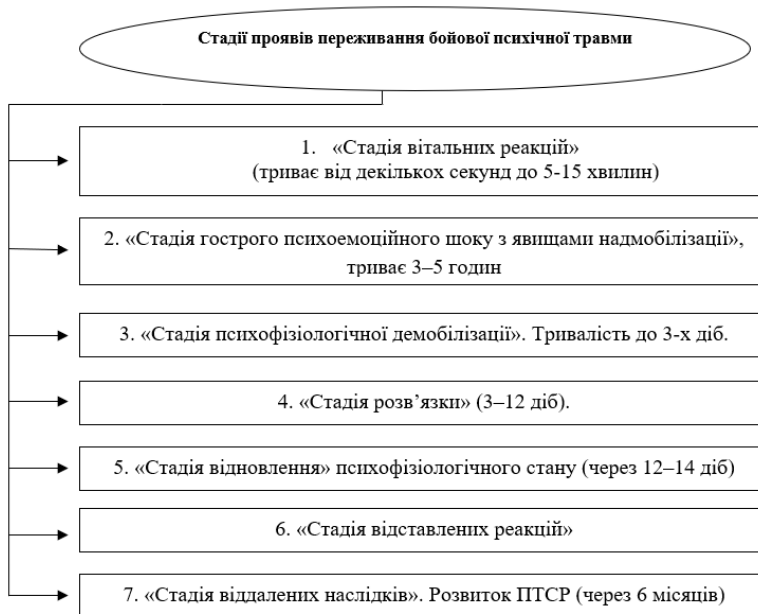 Стадії проявів переживання бойової психічної травми
1. «Стадія вітальних реакцій»
(триває від декількох секунд до 5-15 хвилин)
2. «Стадія гострого психоемоційного шоку з явищами надмобілізації»,
триває 3–5 годин
3. «Стадія психофізіологічної демобілізації». Тривалість до 3-х діб.
4. «Стадія розв’язки» (3–12 діб).
5. «Стадія відновлення» психофізіологічного стану (через 12–14 діб)
6. «Стадія відставлених реакцій»
7. «Стадія віддалених наслідків». Розвиток ПТСР (через 6 місяців)